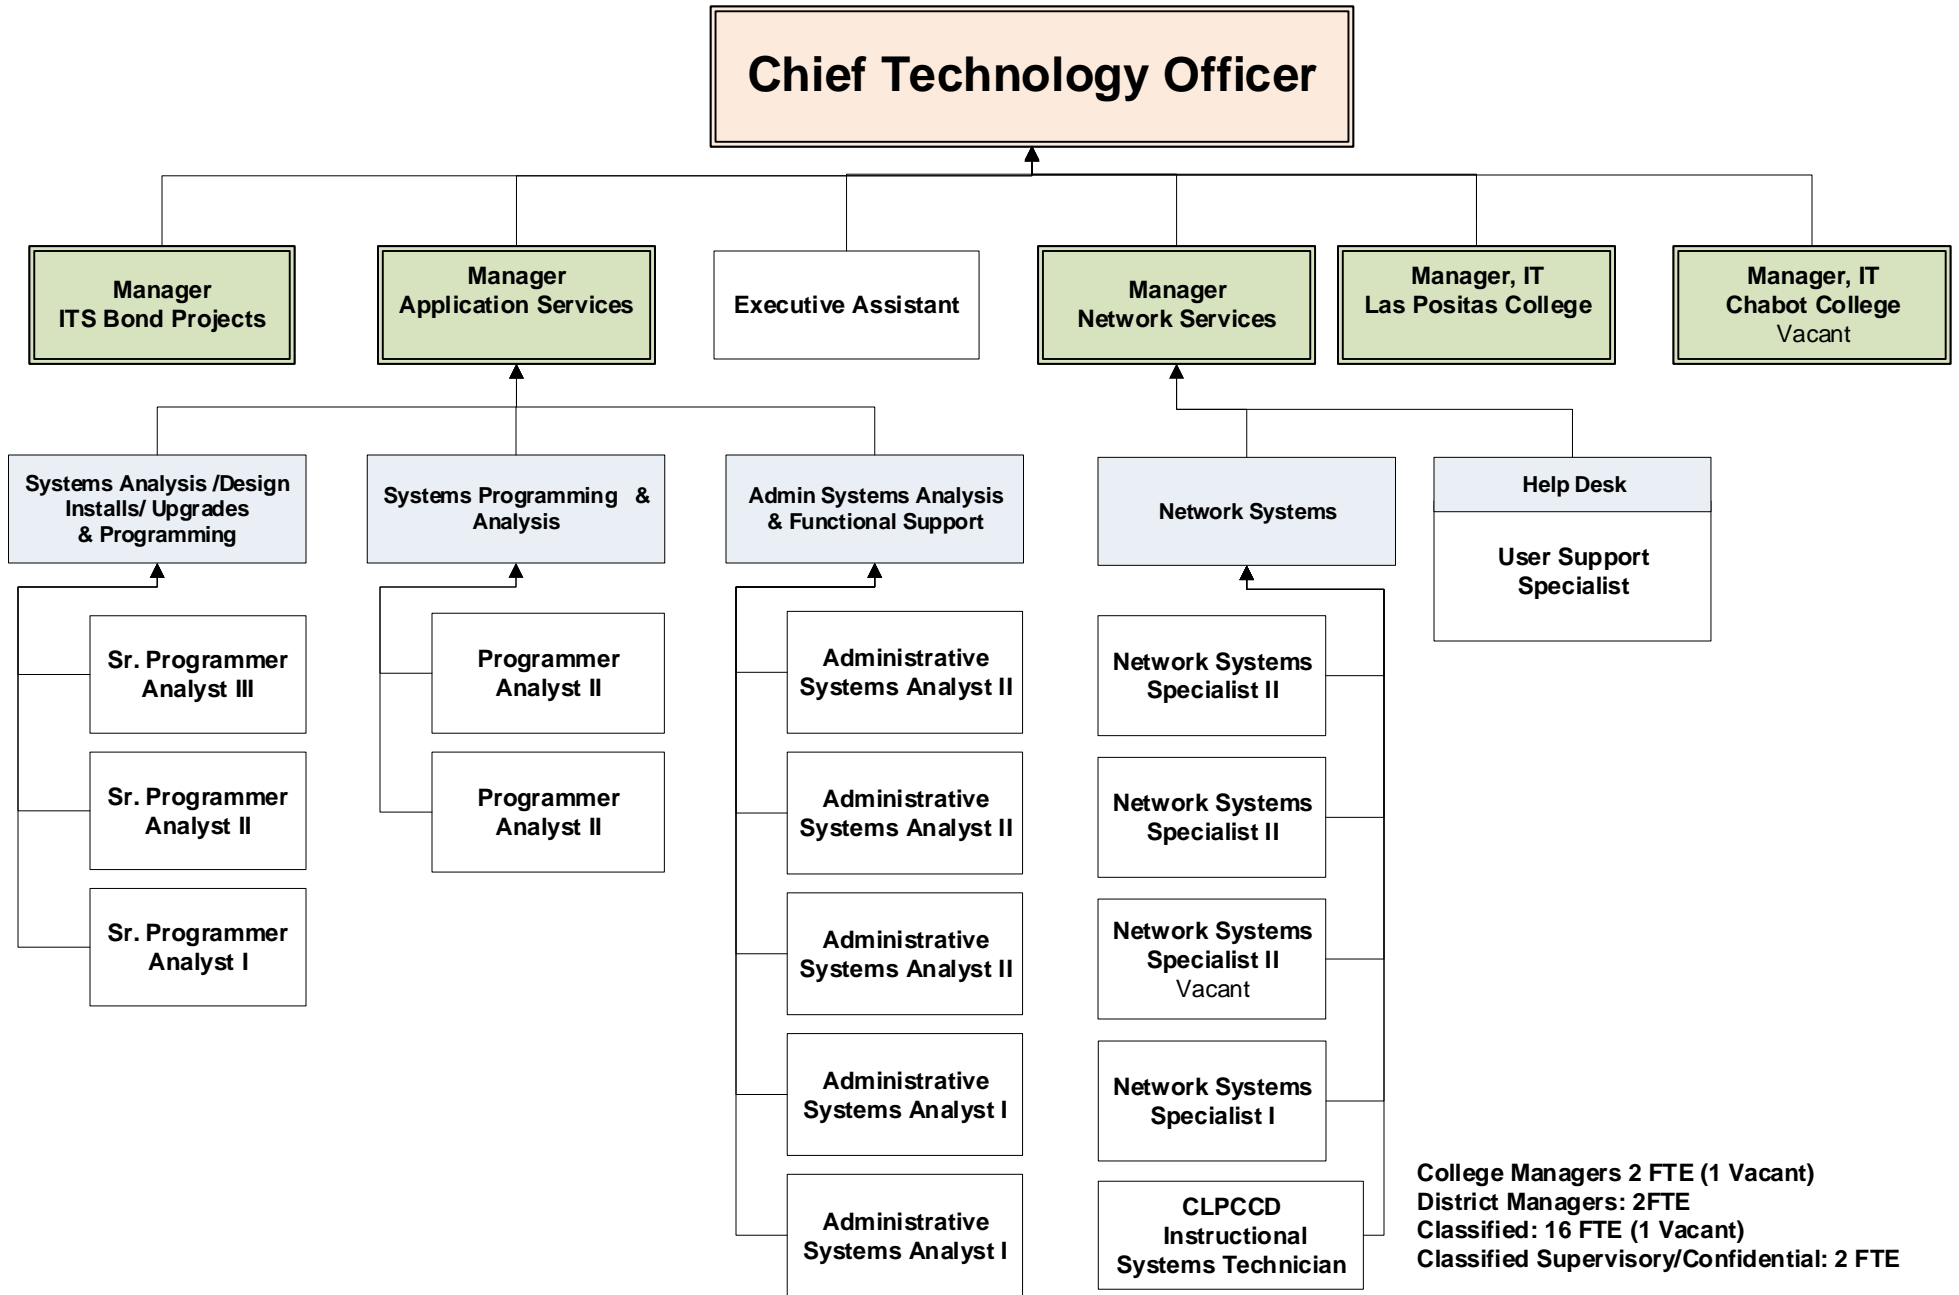 Chief Technology Officer
Manager
ITS Bond Projects
Manager
Application Services
Executive Assistant
Manager
Network Services
Manager, IT
Las Positas College
Manager, IT
Chabot College
Vacant
Systems Analysis /Design
Installs/ Upgrades
& Programming
Systems Programming &
Analysis
Admin Systems Analysis
& Functional Support
Network Systems
Help Desk
User Support
Specialist
Sr. Programmer
Analyst III
Sr. Programmer
Analyst II
Sr. Programmer
Analyst I
Programmer
Analyst II
Programmer
Analyst II
Administrative
Systems Analyst II
Administrative
Systems Analyst II
Administrative
Systems Analyst II
Administrative
Systems Analyst I
Administrative
Systems Analyst I
Network Systems
Specialist II
Network Systems
Specialist II
Network Systems
Specialist II
Vacant
Network Systems
Specialist I
CLPCCD
Instructional
Systems Technician
College Managers 2 FTE (1 Vacant)
District Managers: 2FTE
Classified: 16 FTE (1 Vacant)
Classified Supervisory/Confidential: 2 FTE